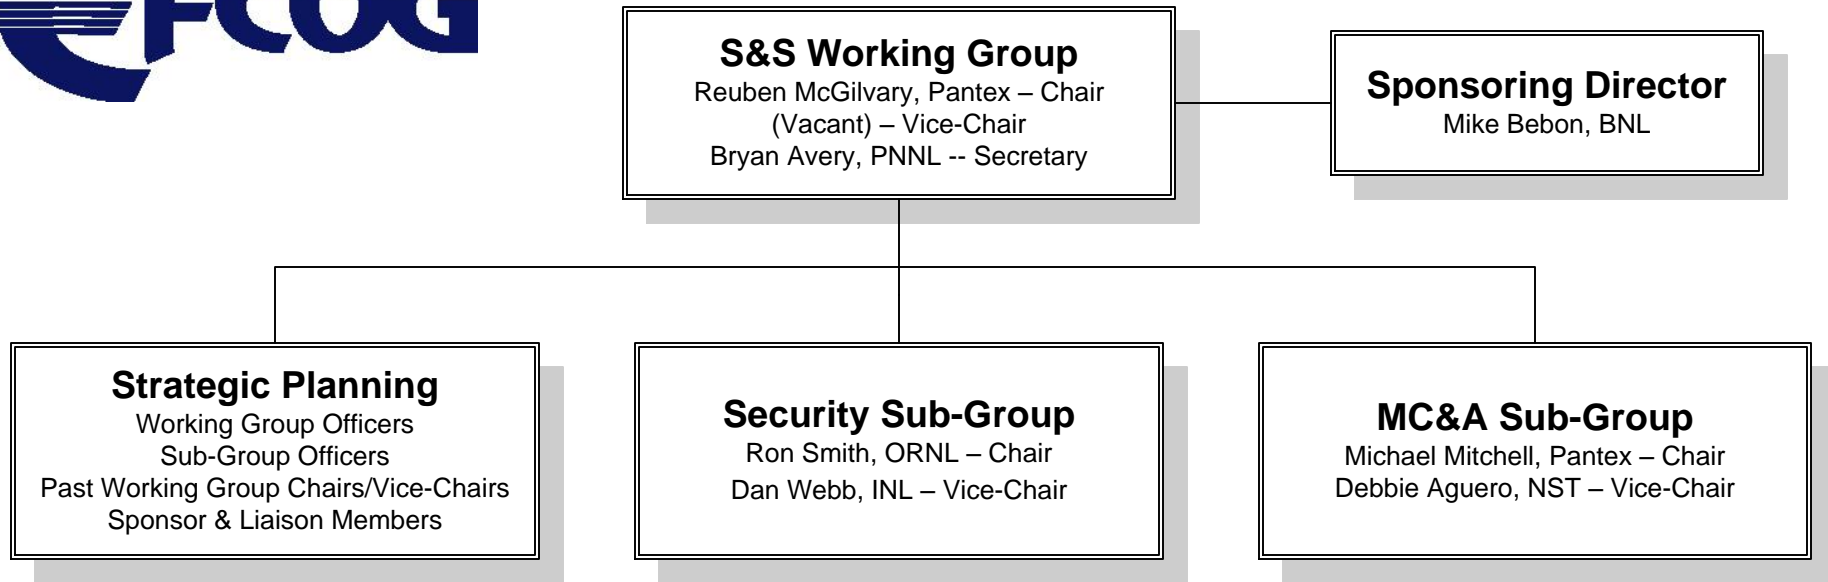 EFCOG
S&S Working Group
Reuben McGilvary, Pantex – Chair
(Vacant) – Vice-Chair
Bryan Avery, PNNL -- Secretary
Sponsoring Director
Mike Bebon, BNL
Strategic Planning
Working Group Officers
Sub-Group Officers
Past Working Group Chairs/Vice-Chairs
Sponsor & Liaison Members
Security Sub-Group
Ron Smith, ORNL – Chair
Dan Webb, INL – Vice-Chair
MC&A Sub-Group
Michael Mitchell, Pantex – Chair
Debbie Aguero, NST – Vice-Chair